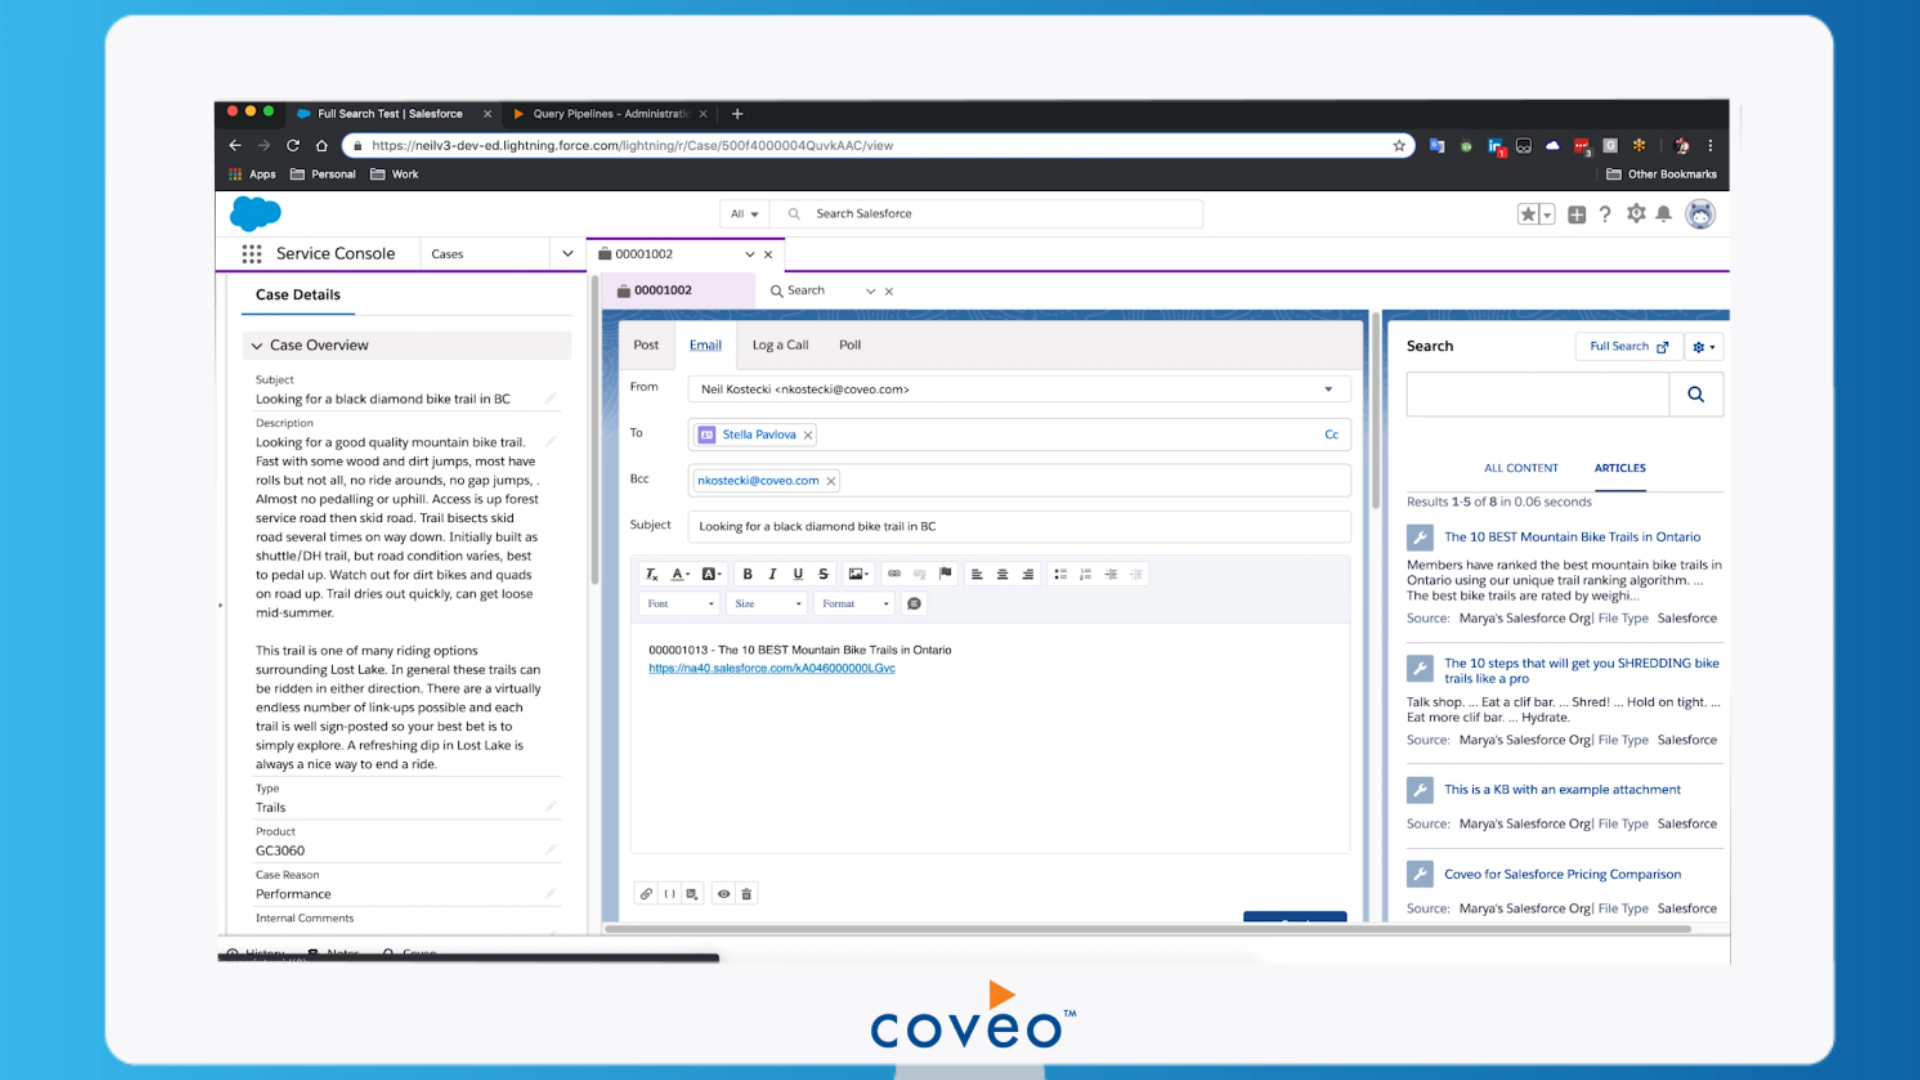 Full Search Test | Salesforce
Query Pipelines - Administratio
https://neilv3-dev-ed.lightning.force.com/lightning/r/Case/500f4000004QuvkAAC/view
Apps
Personal
Work
Other Bookmarks
All
Search Salesforce
Service Console
Cases
00001002
Case Details
00001002
Search
Case Overview
Subject
Looking for a black diamond bike trail in BC
Description
Looking for a good quality mountain bike trail.
Fast with some wood and dirt jumps, most have
rolls but not all, no ride arounds, no gap jumps, .
Almost no pedalling or uphill. Access is up forest
service road then skid road. Trail bisects skid
road several times on way down. Initially built as
shuttle/DH trail, but road condition varies, best
to pedal up. Watch out for dirt bikes and quads
on road up. Trail dries out quickly, can get loose
mid-summer.
This trail is one of many riding options
surrounding Lost Lake. In general these trails can
be ridden in either direction. There are a virtually
endless number of link-ups possible and each
trail is well sign-posted so your best bet is to
simply explore. A refreshing dip in Lost Lake is
always a nice way to end a ride.
Type
Trails
Product
GC3060
Case Reason
Performance
Internal Comments
Post
Email
Log a Call
Poll
From
Neil Kostecki <nkostecki@coveo.com>
To
Stella Pavlova
Cc
Bcc
nkostecki@coveo.com
Subject
Looking for a black diamond bike trail in BC
Font
Size
Format
000001013 - The 10 BEST Mountain Bike Trails in Ontario
https://na40.salesforce.com/kA046000000LGvc
Search
Full Search
ALL CONTENT
ARTICLES
Results 1-5 of 8 in 0.06 seconds
The 10 BEST Mountain Bike Trails in Ontario
Members have ranked the best mountain bike trails in
Ontario using our unique trail ranking algorithm. ...
The best bike trails are rated by weighi...
Source: Marya's Salesforce Org| File Type Salesforce
The 10 steps that will get you SHREDDING bike
trails like a pro
Talk shop. ... Eat a clif bar. ... Shred! ... Hold on tight. ...
Eat more clif bar. ... Hydrate.
Source: Marya's Salesforce Org| File Type Salesforce
This is a KB with an example attachment
Source: Marya's Salesforce Org| File Type Salesforce
Coveo for Salesforce Pricing Comparison
Source: Marya's Salesforce Org| File Type Salesforce
History
Notes
Coveo
coveo™